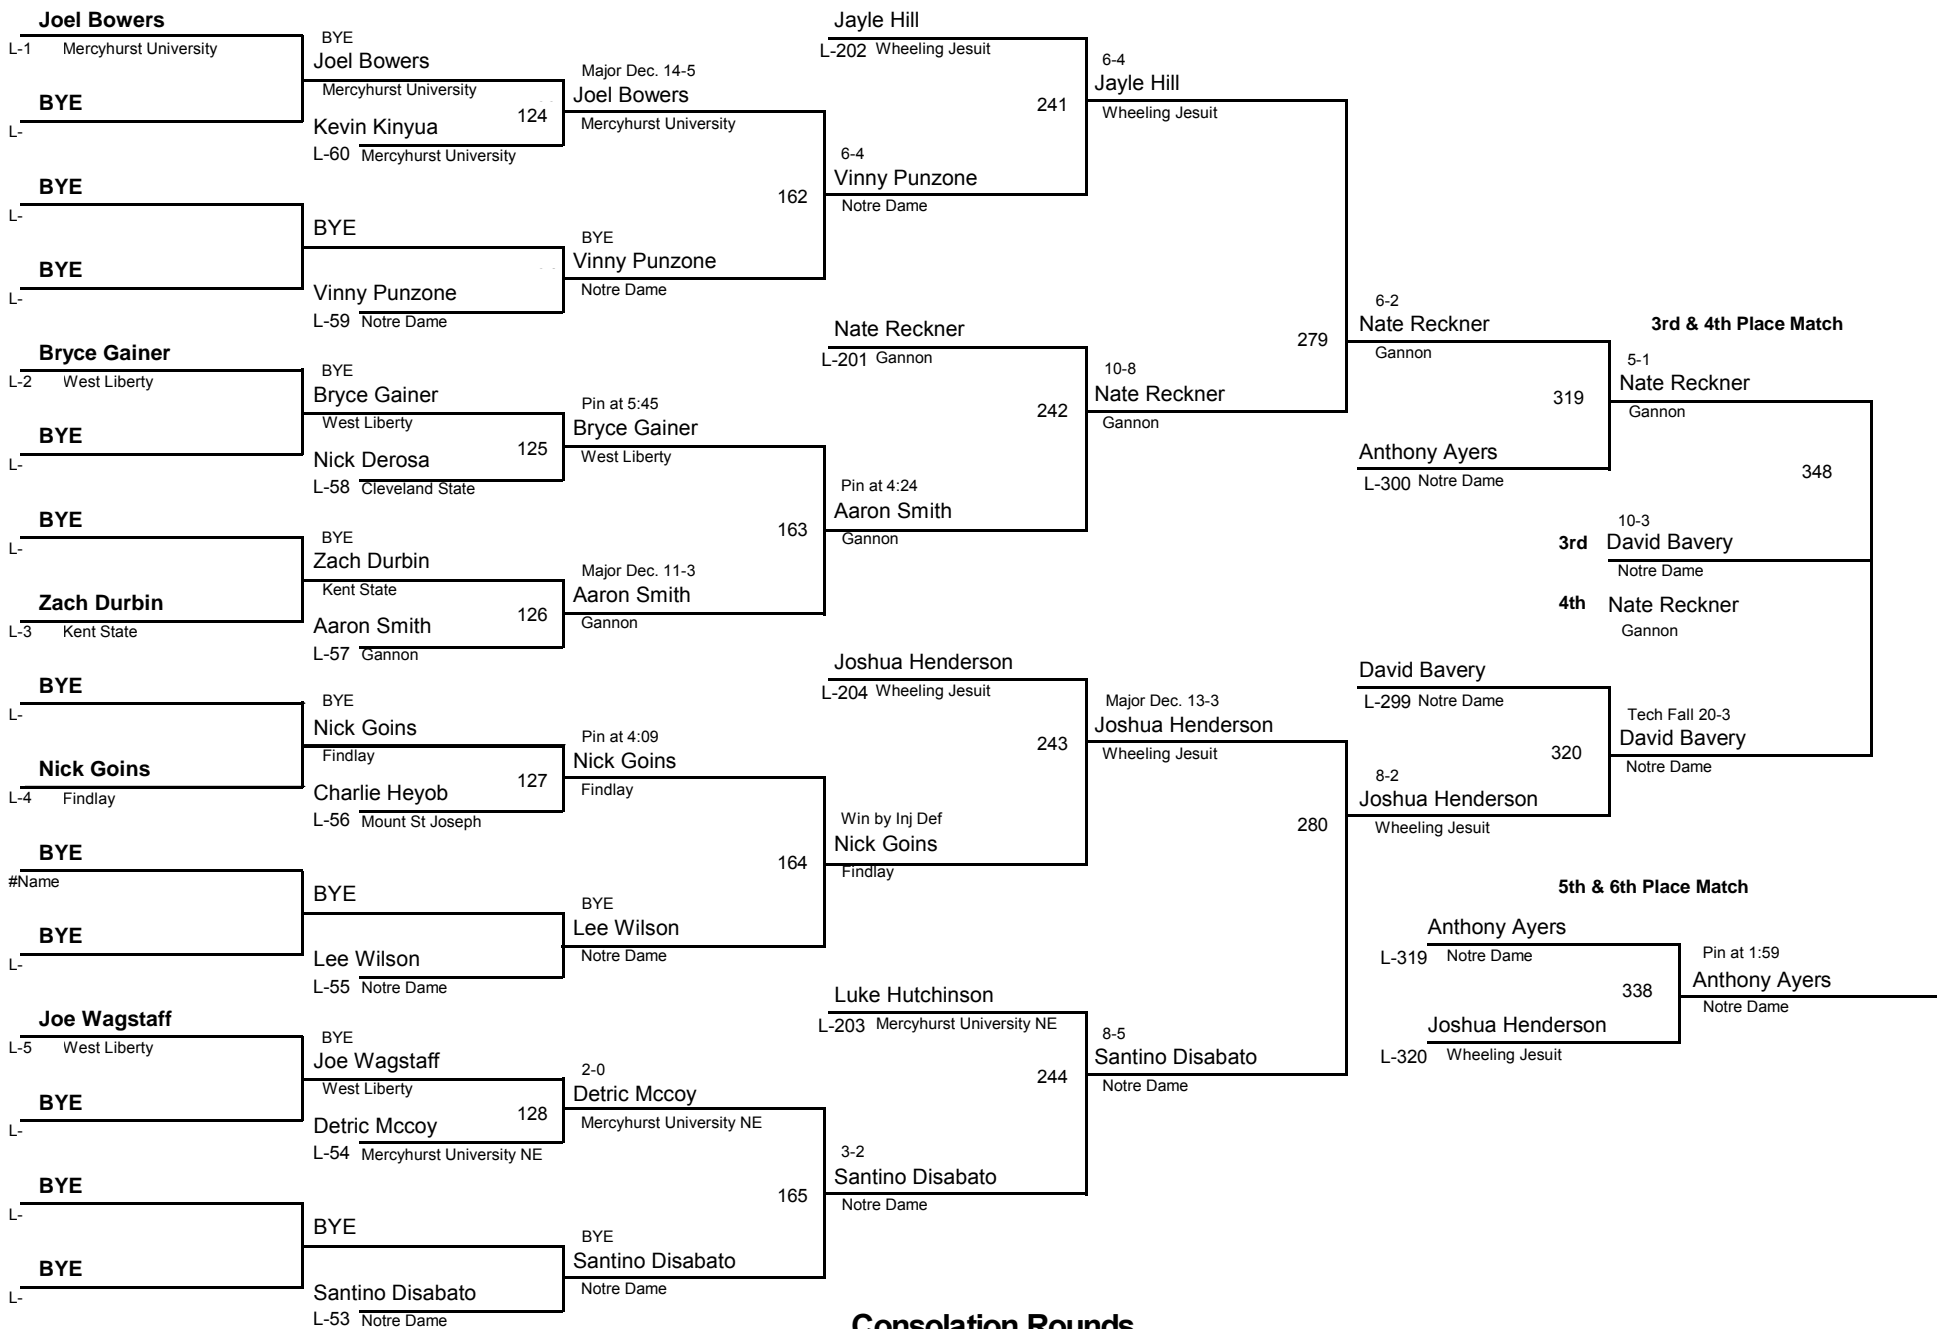 Joel Bowers
L-1 Mercyhurst University
BYE
L-
BYE
L-
BYE
L-
Bryce Gainer
L-2 West Liberty
BYE
L-
BYE
L-
Zach Durbin
L-3 Kent State
BYE
L-
Nick Goins
L-4 Findlay
BYE
#Name
BYE
L-
Joe Wagstaff
L-5 West Liberty
BYE
L-
BYE
L-
BYE
L-
BYE
Joel Bowers
Mercyhurst University
124
Kevin Kinyua
L-60 Mercyhurst University
BYE
Vinny Punzone
L-59 Notre Dame
BYE
Bryce Gainer
West Liberty
125
Nick Derosa
L-58 Cleveland State
BYE
Zach Durbin
Kent State
126
Aaron Smith
L-57 Gannon
BYE
Nick Goins
Findlay
127
Charlie Heyob
L-56 Mount St Joseph
BYE
Lee Wilson
L-55 Notre Dame
BYE
Joe Wagstaff
West Liberty
128
Detric Mccoy
L-54 Mercyhurst University NE
BYE
Santino Disabato
L-53 Notre Dame
Major Dec. 14-5
Joel Bowers
Mercyhurst University
162
BYE
Vinny Punzone
Notre Dame
Pin at 5:45
Bryce Gainer
West Liberty
163
Major Dec. 11-3
Aaron Smith
Gannon
Pin at 4:09
Nick Goins
Findlay
164
BYE
Lee Wilson
Notre Dame
2-0
Detric Mccoy
Mercyhurst University NE
165
BYE
Santino Disabato
Notre Dame
Jayle Hill
L-202 Wheeling Jesuit
241
6-4
Vinny Punzone
Notre Dame
Nate Reckner
L-201 Gannon
242
Pin at 4:24
Aaron Smith
Gannon
Joshua Henderson
L-204 Wheeling Jesuit
243
Win by Inj Def
Nick Goins
Findlay
Luke Hutchinson
L-203 Mercyhurst University NE
244
3-2
Santino Disabato
Notre Dame
6-4
Jayle Hill
Wheeling Jesuit
279
10-8
Nate Reckner
Gannon
Major Dec. 13-3
Joshua Henderson
Wheeling Jesuit
280
8-5
Santino Disabato
Notre Dame
6-2
Nate Reckner
Gannon
319
Anthony Ayers
L-300 Notre Dame
David Bavery
L-299 Notre Dame
320
8-2
Joshua Henderson
Wheeling Jesuit
3rd & 4th Place Match
5-1
Nate Reckner
Gannon
348
10-3
3rd David Bavery
Notre Dame
4th Nate Reckner
Gannon
Tech Fall 20-3
David Bavery
Notre Dame
5th & 6th Place Match
Anthony Ayers
L-319 Notre Dame
338
Joshua Henderson
L-320 Wheeling Jesuit
Pin at 1:59
Anthony Ayers
Notre Dame
Consolation Rounds